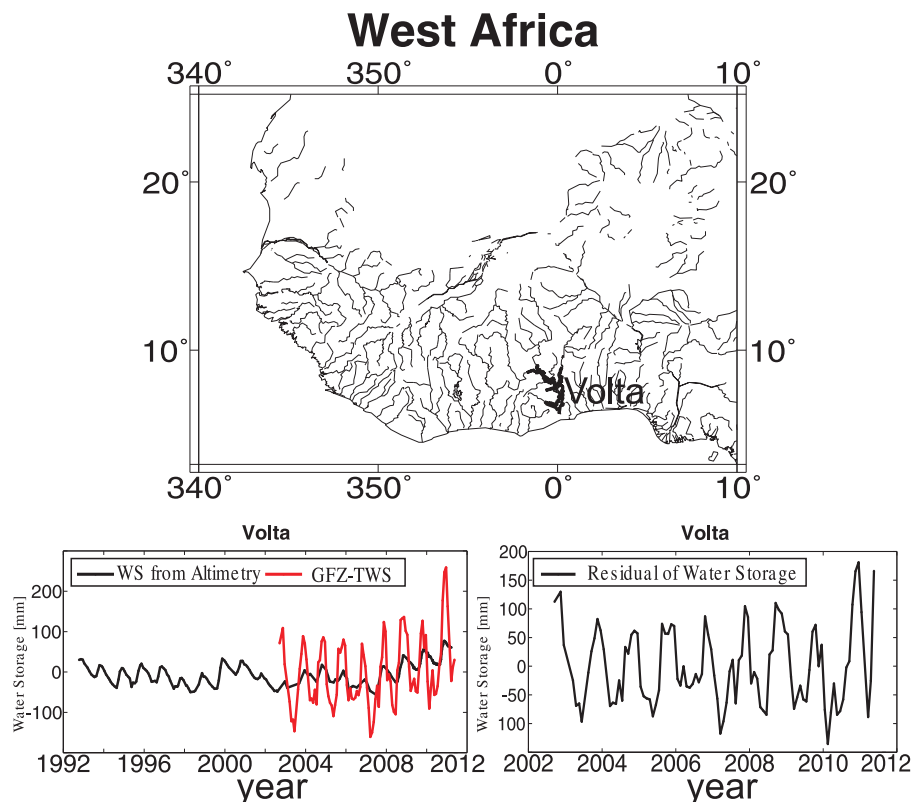 West Africa
340° 350° 0° 10°
20° 20°
10° 10°
Volta
340° 350° 0° 10°
Volta
WS from Altimetry GFZ-TWS
Water Storage [mm]
200
100
0
-100
1992 1996 2000 2004 2008 2012
year
Volta
Residual of Water Storage
Water Storage [mm]
200
150
100
50
0
-50
100
150
2002 2004 2006 2008 2010 2012
year